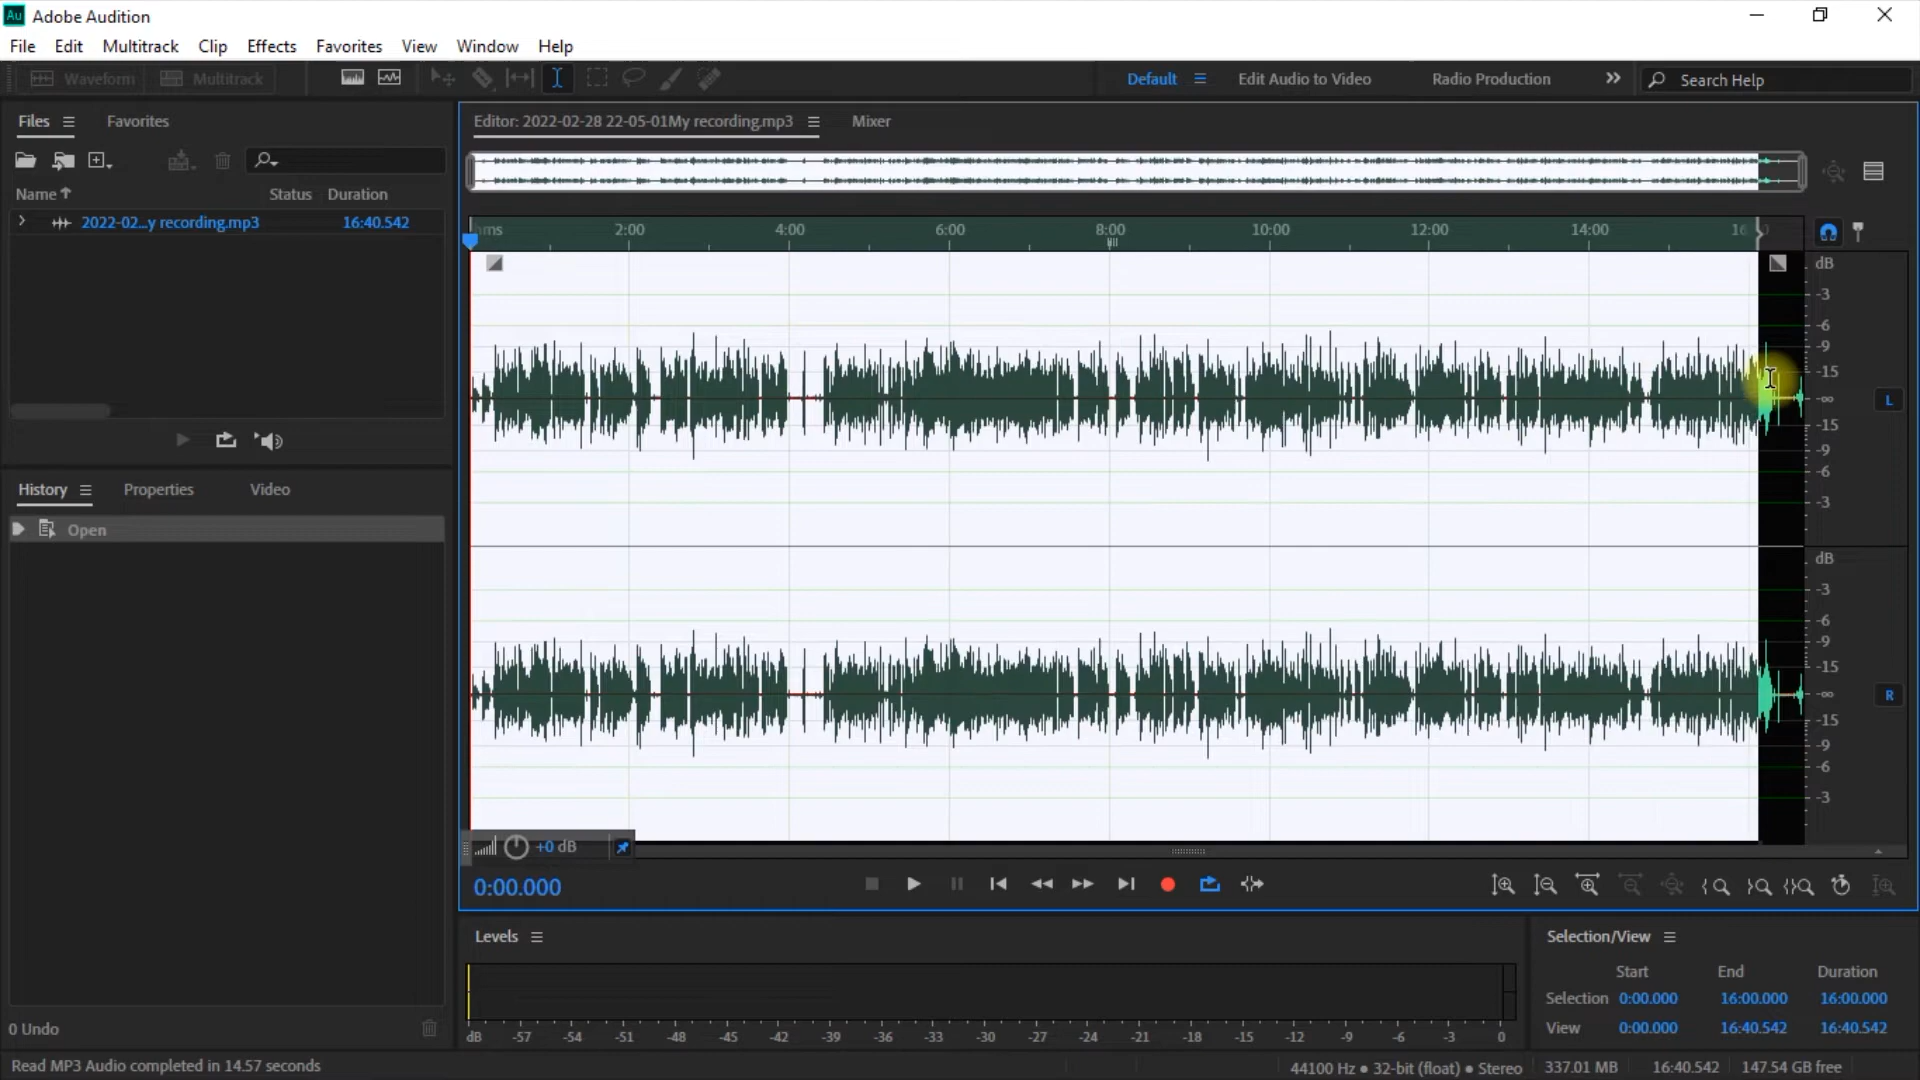 Au Adobe Audition
File Edit Multitrack Clip Effects Favorites View Window Help
Waveform Multitrack Default Edit Audio to Video Radio Production Search Help
Files Favorites
Name Status Duration
2022-02...y recording.mp3 16:40.542
History Properties Video
Open
0 Undo
Editor: 2022-02-28 22-05-01My recording.mp3 Mixer
hms 2:00 4:00 6:00 8:00 10:00 12:00 14:00 16
dB
-3
-6
-9
-15
-∞
L
-15
-9
-6
-3
dB
-3
-6
-9
-15
-∞
R
-15
-9
-6
-3
+0 dB
0:00.000
Levels
dB -57 -54 -51 -48 -45 -42 -39 -36 -33 -30 -27 -24 -21 -18 -15 -12 -9 -6 -3 0
Selection/View
Start End Duration
Selection 0:00.000 16:00.000 16:00.000
View 0:00.000 16:40.542 16:40.542
Read MP3 Audio completed in 14.57 seconds
44100 Hz ● 32-bit (float) ● Stereo 337.01 MB 16:40.542 147.54 GB free